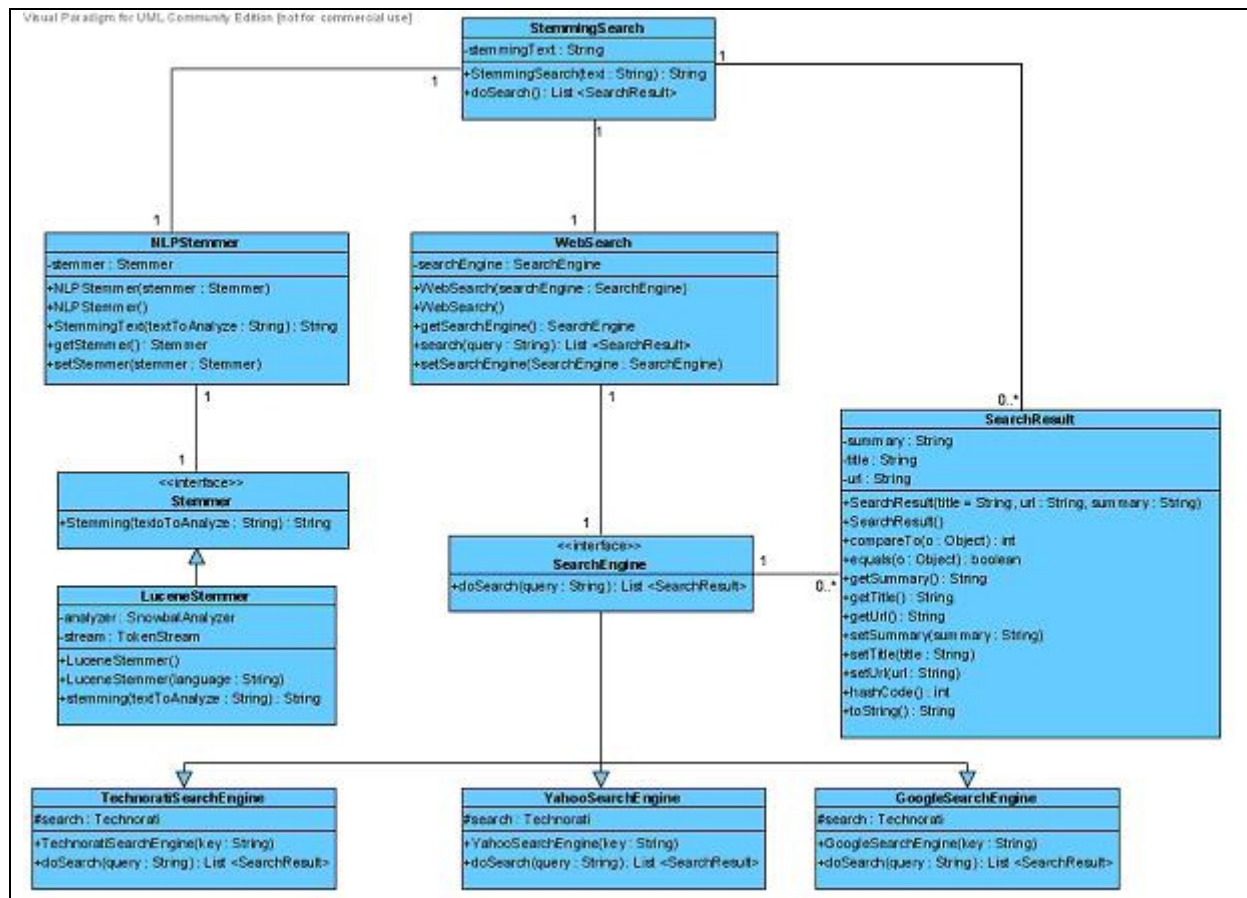 Visual Paradigm for UML Community Edition [not for commercial use]
StemmingSearch
-stemmingText : String
+StemmingSearch(text : String) : String
+doSearch() : List <SearchResult>
1
1
1
1
1
0..*
NLPStemmer
-stemmer : Stemmer
+NLPStemmer(stemmer : Stemmer)
+NLPStemmer()
+StemmingText(textToAnalyze : String) : String
+getStemmer() : Stemmer
+setStemmer(stemmer : Stemmer)
WebSearch
-searchEngine : SearchEngine
+WebSearch(searchEngine : SearchEngine)
+WebSearch()
+getSearchEngine() : SearchEngine
+search(query : String) : List <SearchResult>
+setSearchEngine(SearchEngine : SearchEngine)
1
1
1
1
<<interface>>
Stemmer
+Stemming(textoToAnalyze : String) : String
LuceneStemmer
-analyzer : SnowbalAnalyzer
-stream : TokenStream
+LuceneStemmer()
+LuceneStemmer(language : String)
+stemming(textToAnalyze : String) : String
<<interface>>
SearchEngine
+doSearch(query : String) : List <SearchResult>
1
0..*
SearchResult
-summary : String
-title : String
-url : String
+SearchResult(title = String, url : String, summary : String)
+SearchResult()
+compareTo(o : Object) : int
+equals(o : Object) : boolean
+getSummary() : String
+getTitle() : String
+getUrl() : String
+setSummary(summary : String)
+setTitle(title : String)
+setUrl(url : String)
+hashCode() : int
+toString() : String
TechnoratiSearchEngine
#search : Technorati
+TechnoratiSearchEngine(key : String)
+doSearch(query : String) : List <SearchResult>
YahooSearchEngine
#search : Technorati
+YahooSearchEngine(key : String)
+doSearch(query : String) : List <SearchResult>
GoogleSearchEngine
#search : Technorati
+GoogleSearchEngine(key : String)
+doSearch(query : String) : List <SearchResult>